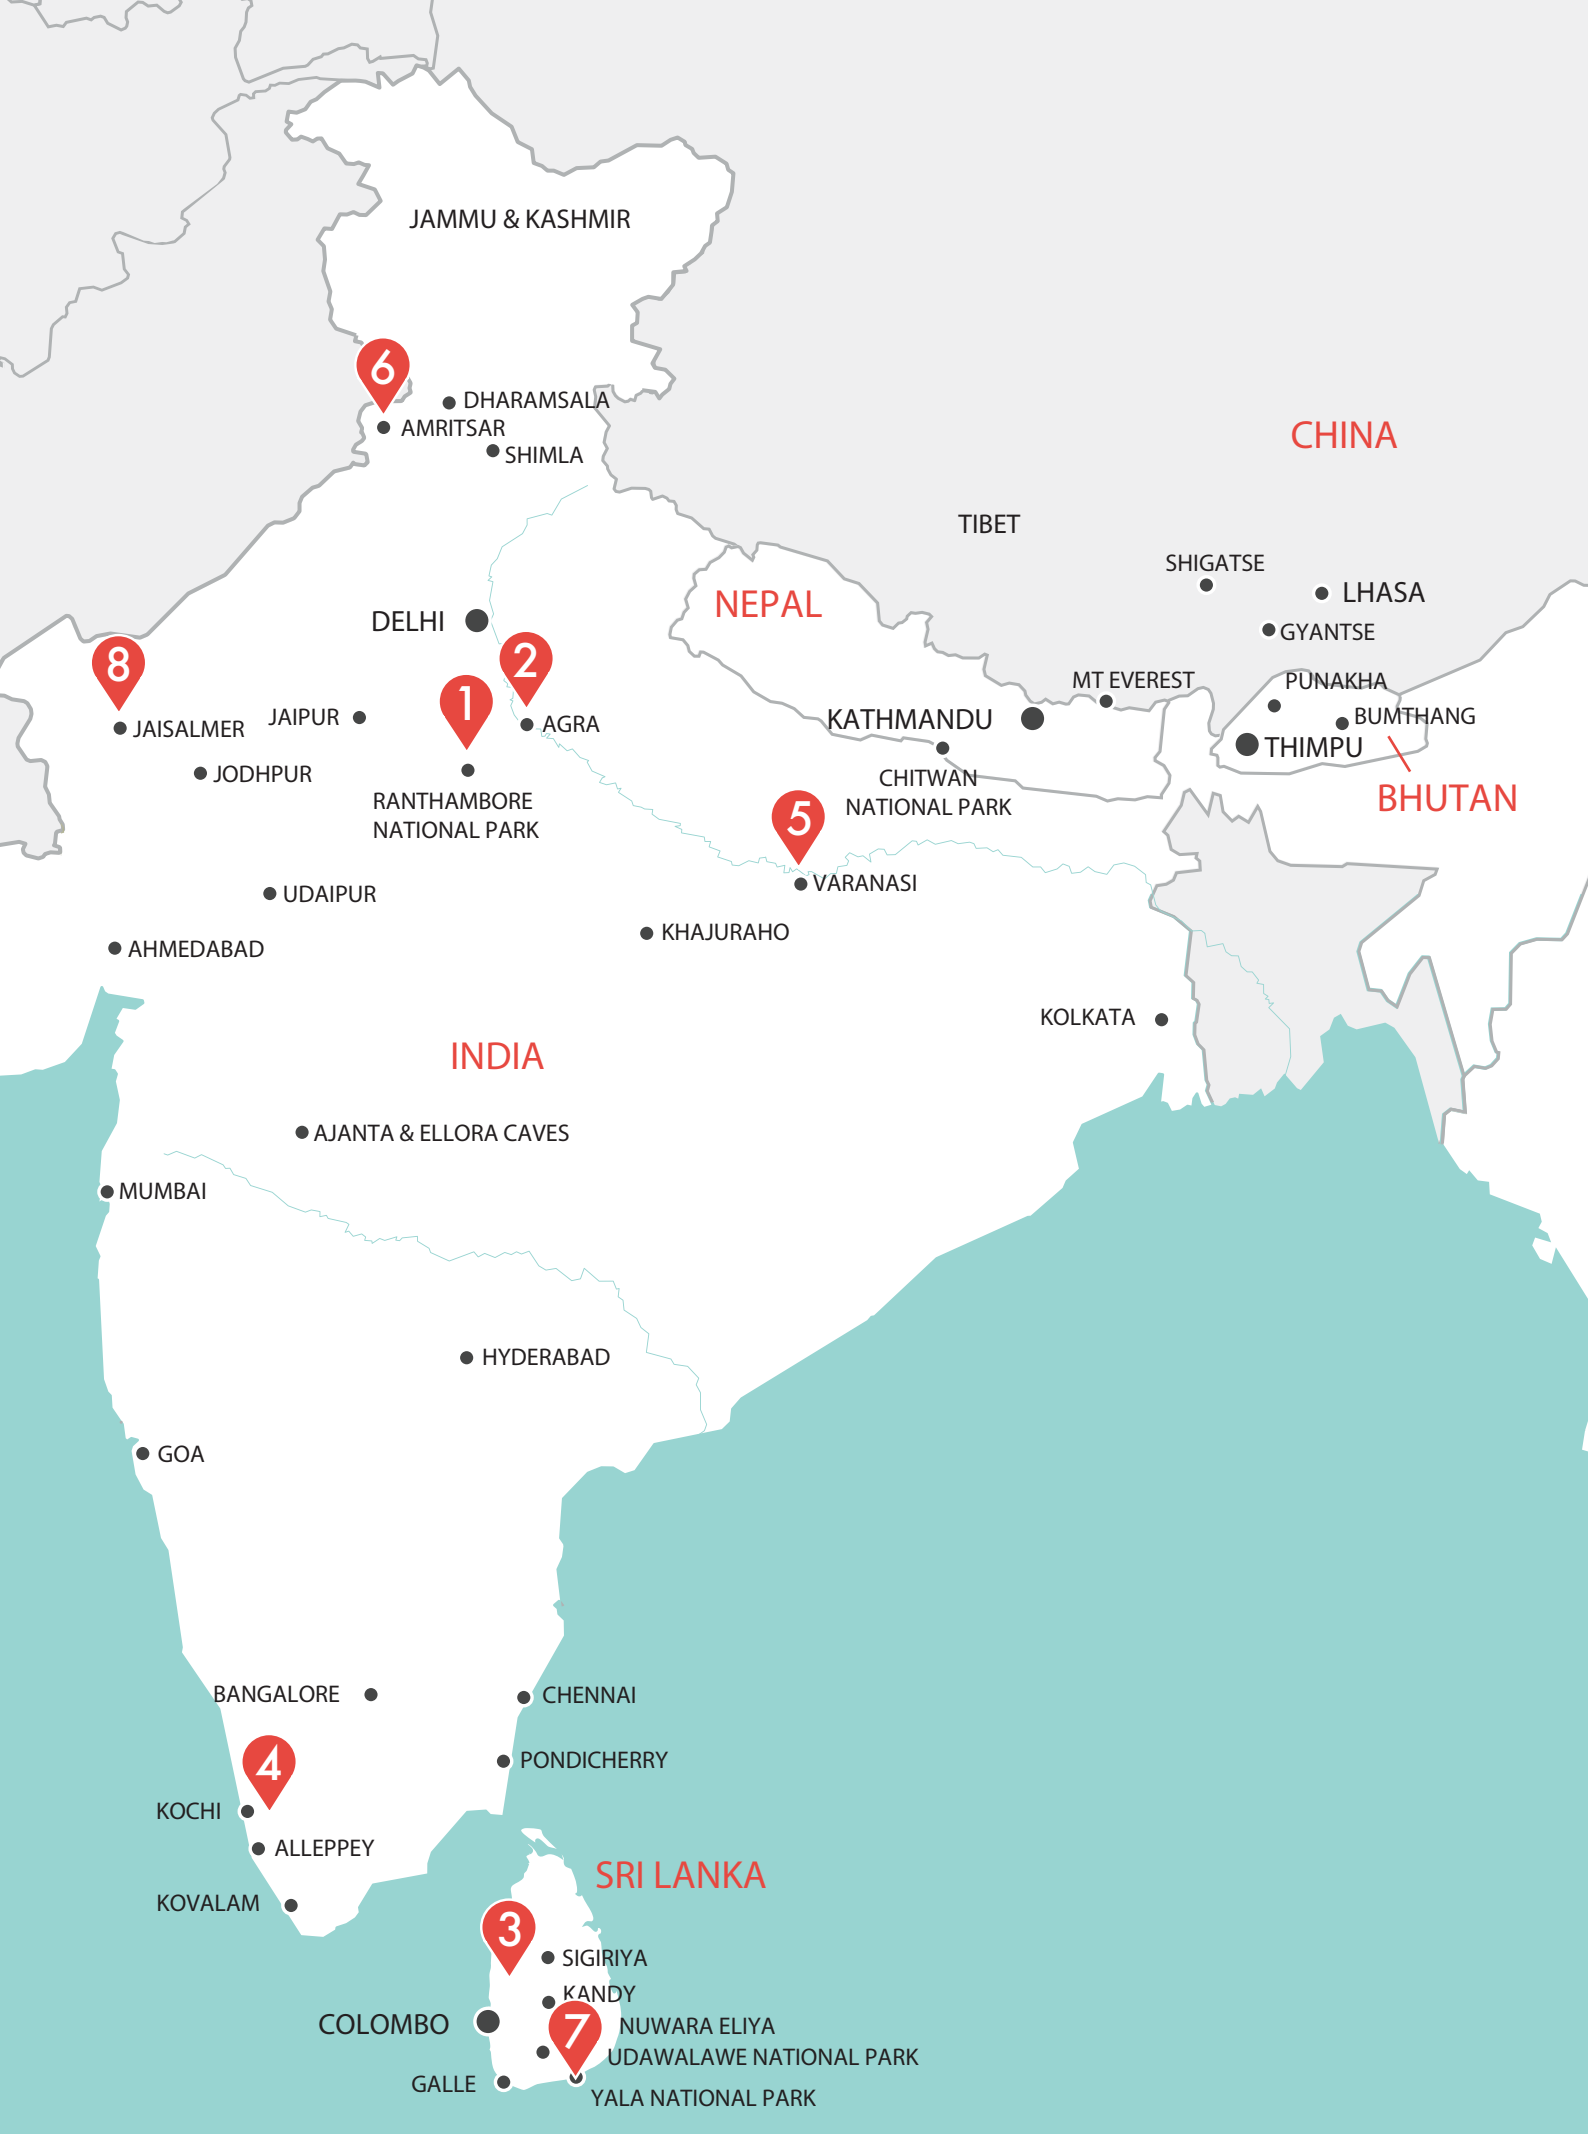 JAMMU & KASHMIR
6
DHARAMSALA
AMRITSAR
SHIMLA
CHINA
TIBET
SHIGATSE
LHASA
NEPAL
DELHI
GYANTSE
8
2
1
MT EVEREST
PUNAKHA
JAISALMER
JAIPUR
AGRA
KATHMANDU
BUMTHANG
THIMPU
JODHPUR
RANTHAMBORE
NATIONAL PARK
CHITWAN
NATIONAL PARK
BHUTAN
5
VARANASI
UDAIPUR
KHAJURAHO
AHMEDABAD
KOLKATA
INDIA
AJANTA & ELLORA CAVES
MUMBAI
HYDERABAD
GOA
BANGALORE
CHENNAI
4
PONDICHERRY
KOCHI
ALLEPPEY
SRI LANKA
KOVALAM
3
SIGIRIYA
KANDY
COLOMBO
7
NUWARA ELIYA
UDAWALAWE NATIONAL PARK
GALLE
YALA NATIONAL PARK